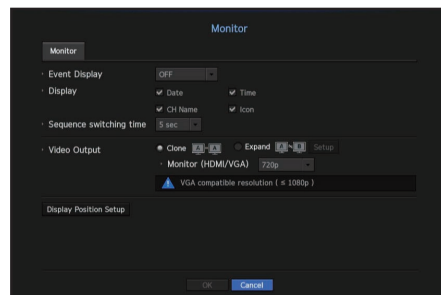 Monitor
Monitor
· Event Display OFF
· Display Date Time
CH Name Icon
· Sequence switching time 5 sec
· Video Output Clone A A Expand A B Setup
· Monitor (HDMI/VGA) 720p
VGA compatible resolution ( ≤ 1080p )
Display Position Setup
OK Cancel